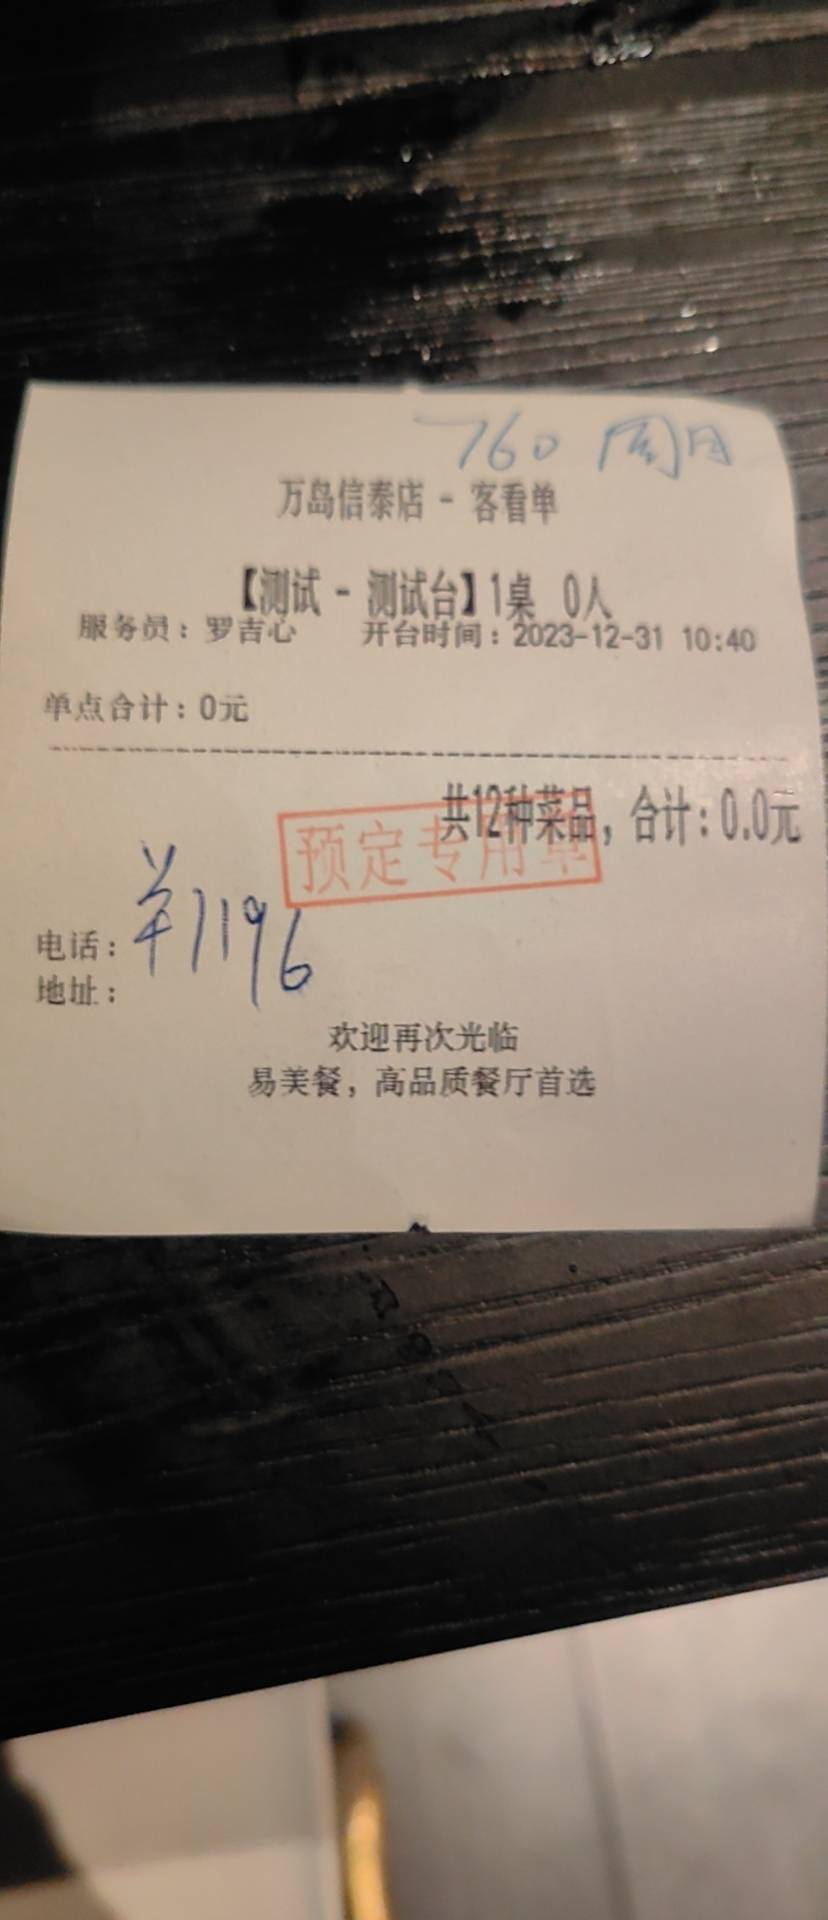 760 周月
万岛信泰店 - 客看单
【测试 - 测试台】1桌 0人
服务员：罗吉心 开台时间：2023-12-31 10:40
单点合计：0元
共12种菜品，合计：0.0元
预定专用单
¥1196
电话：
地址：
欢迎再次光临
易美餐，高品质餐厅首选